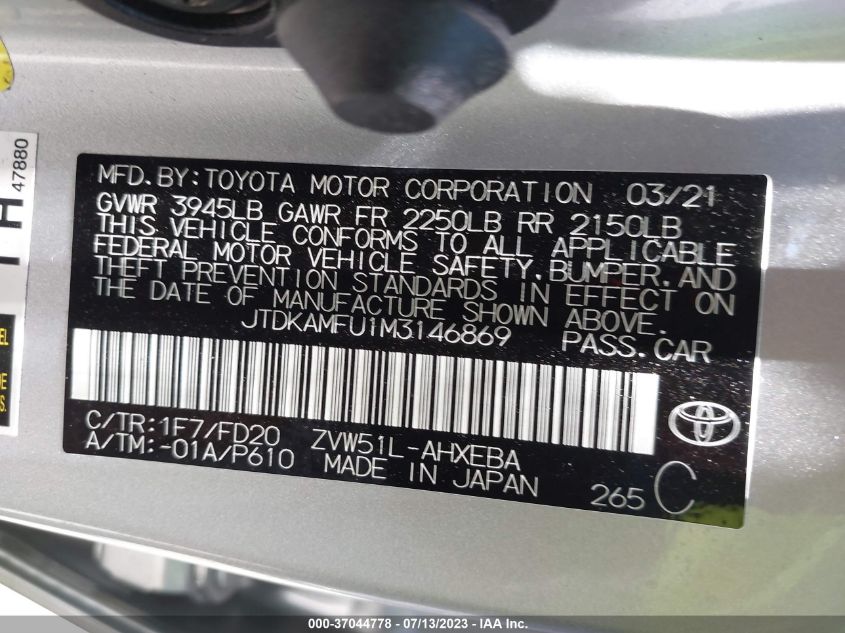 47880
MFD.BY:TOYOTA MOTOR CORPORATION 03/21
GVWR 3945LB GAWR FR 2250LB RR 2150LB
THIS VEHICLE CONFORMS TO ALL APPLICABLE
FEDERAL MOTOR VEHICLE SAFETY,BUMPER,AND
THEFT PREVENTION STANDARDS IN EFFECT ON
THE DATE OF MANUFACTURE SHOWN ABOVE.
JTDKAMFU1M3146869 PASS.CAR
C/TR:1F7/FD20 ZVW51L-AHXEBA
A/TM:-01A/P610 MADE IN JAPAN
265 C
000-37044778 - 07/13/2023 - IAA Inc.